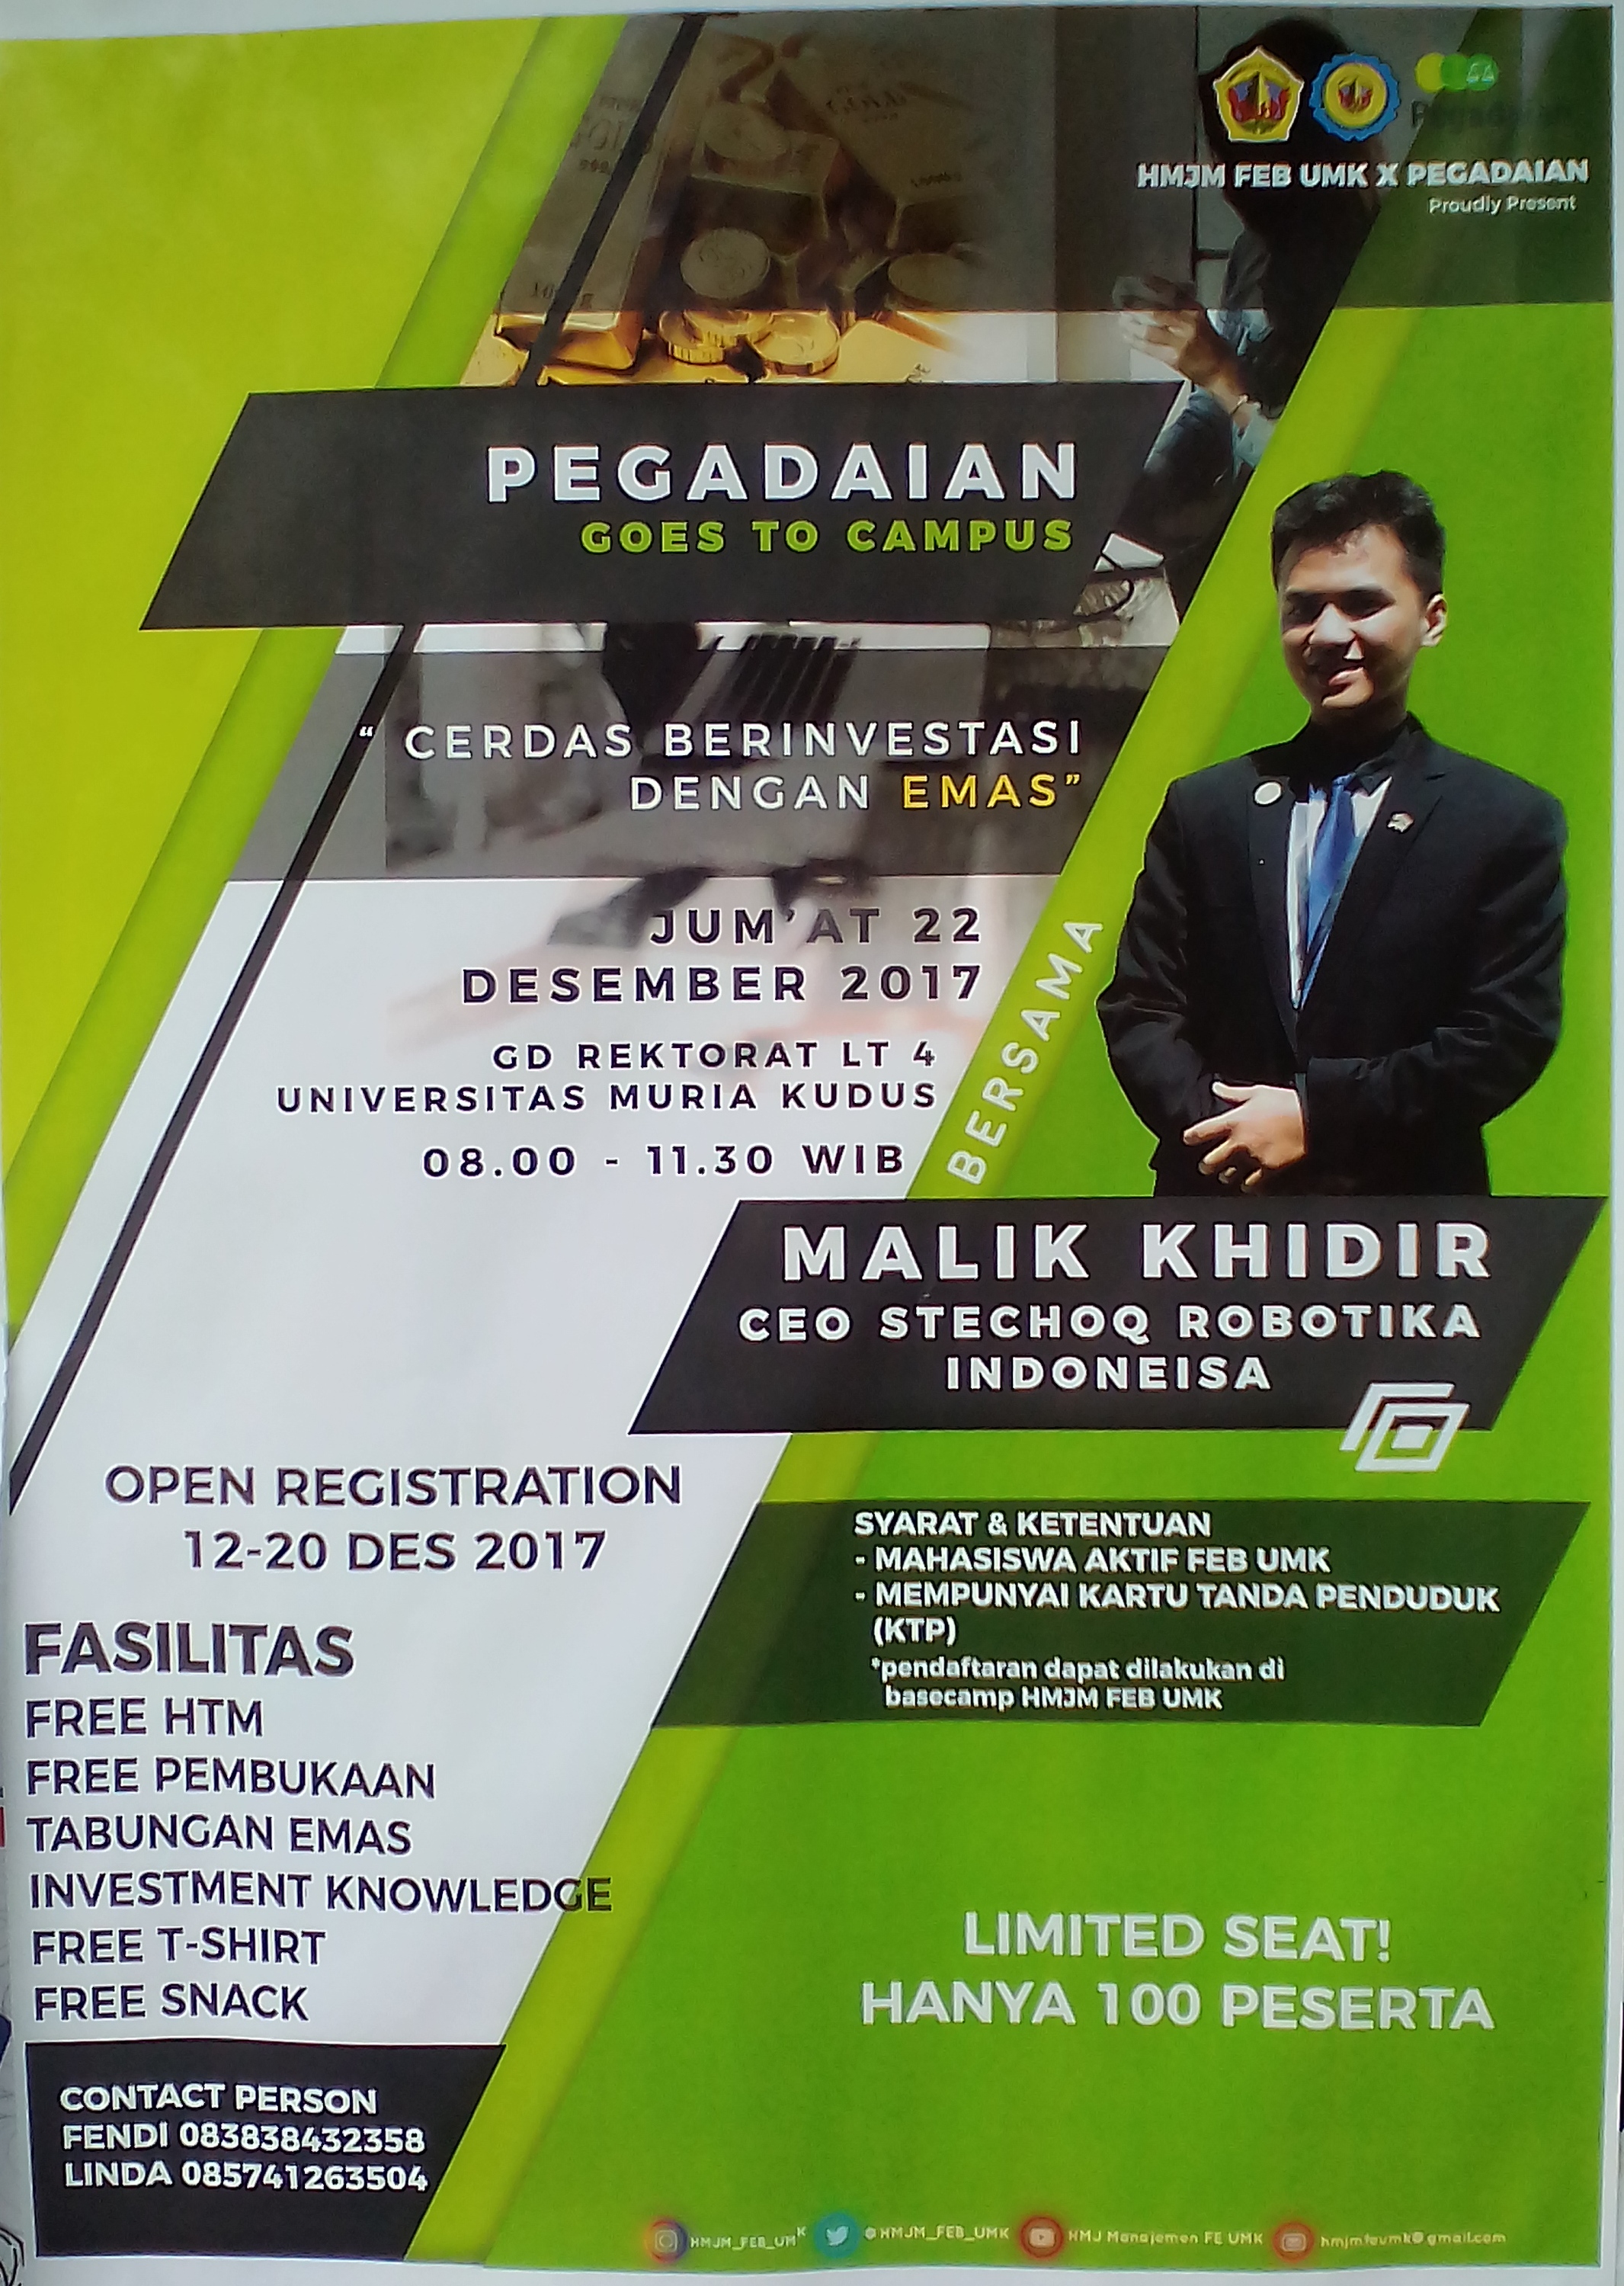 Pegadaian
HMJM FEB UMK X PEGADAIAN
Proudly Present
PEGADAIAN
GOES TO CAMPUS
“ CERDAS BERINVESTASI
DENGAN EMAS”
JUM'AT 22
DESEMBER 2017
GD REKTORAT LT 4
UNIVERSITAS MURIA KUDUS
08.00 - 11.30 WIB
BERSAMA
MALIK KHIDIR
CEO STECHOQ ROBOTIKA
INDONEISA
OPEN REGISTRATION
12-20 DES 2017
SYARAT & KETENTUAN
- MAHASISWA AKTIF FEB UMK
- MEMPUNYAI KARTU TANDA PENDUDUK
(KTP)
*pendaftaran dapat dilakukan di
basecamp HMJM FEB UMK
FASILITAS
FREE HTM
FREE PEMBUKAAN
TABUNGAN EMAS
INVESTMENT KNOWLEDGE
FREE T-SHIRT
FREE SNACK
LIMITED SEAT!
HANYA 100 PESERTA
CONTACT PERSON
FENDI 083838432358
LINDA 085741263504
HMJM_FEB_UMK
@HMJM_FEB_UMK
HMJ Manajemen FE UMK
hmjmfeumk@gmail.com